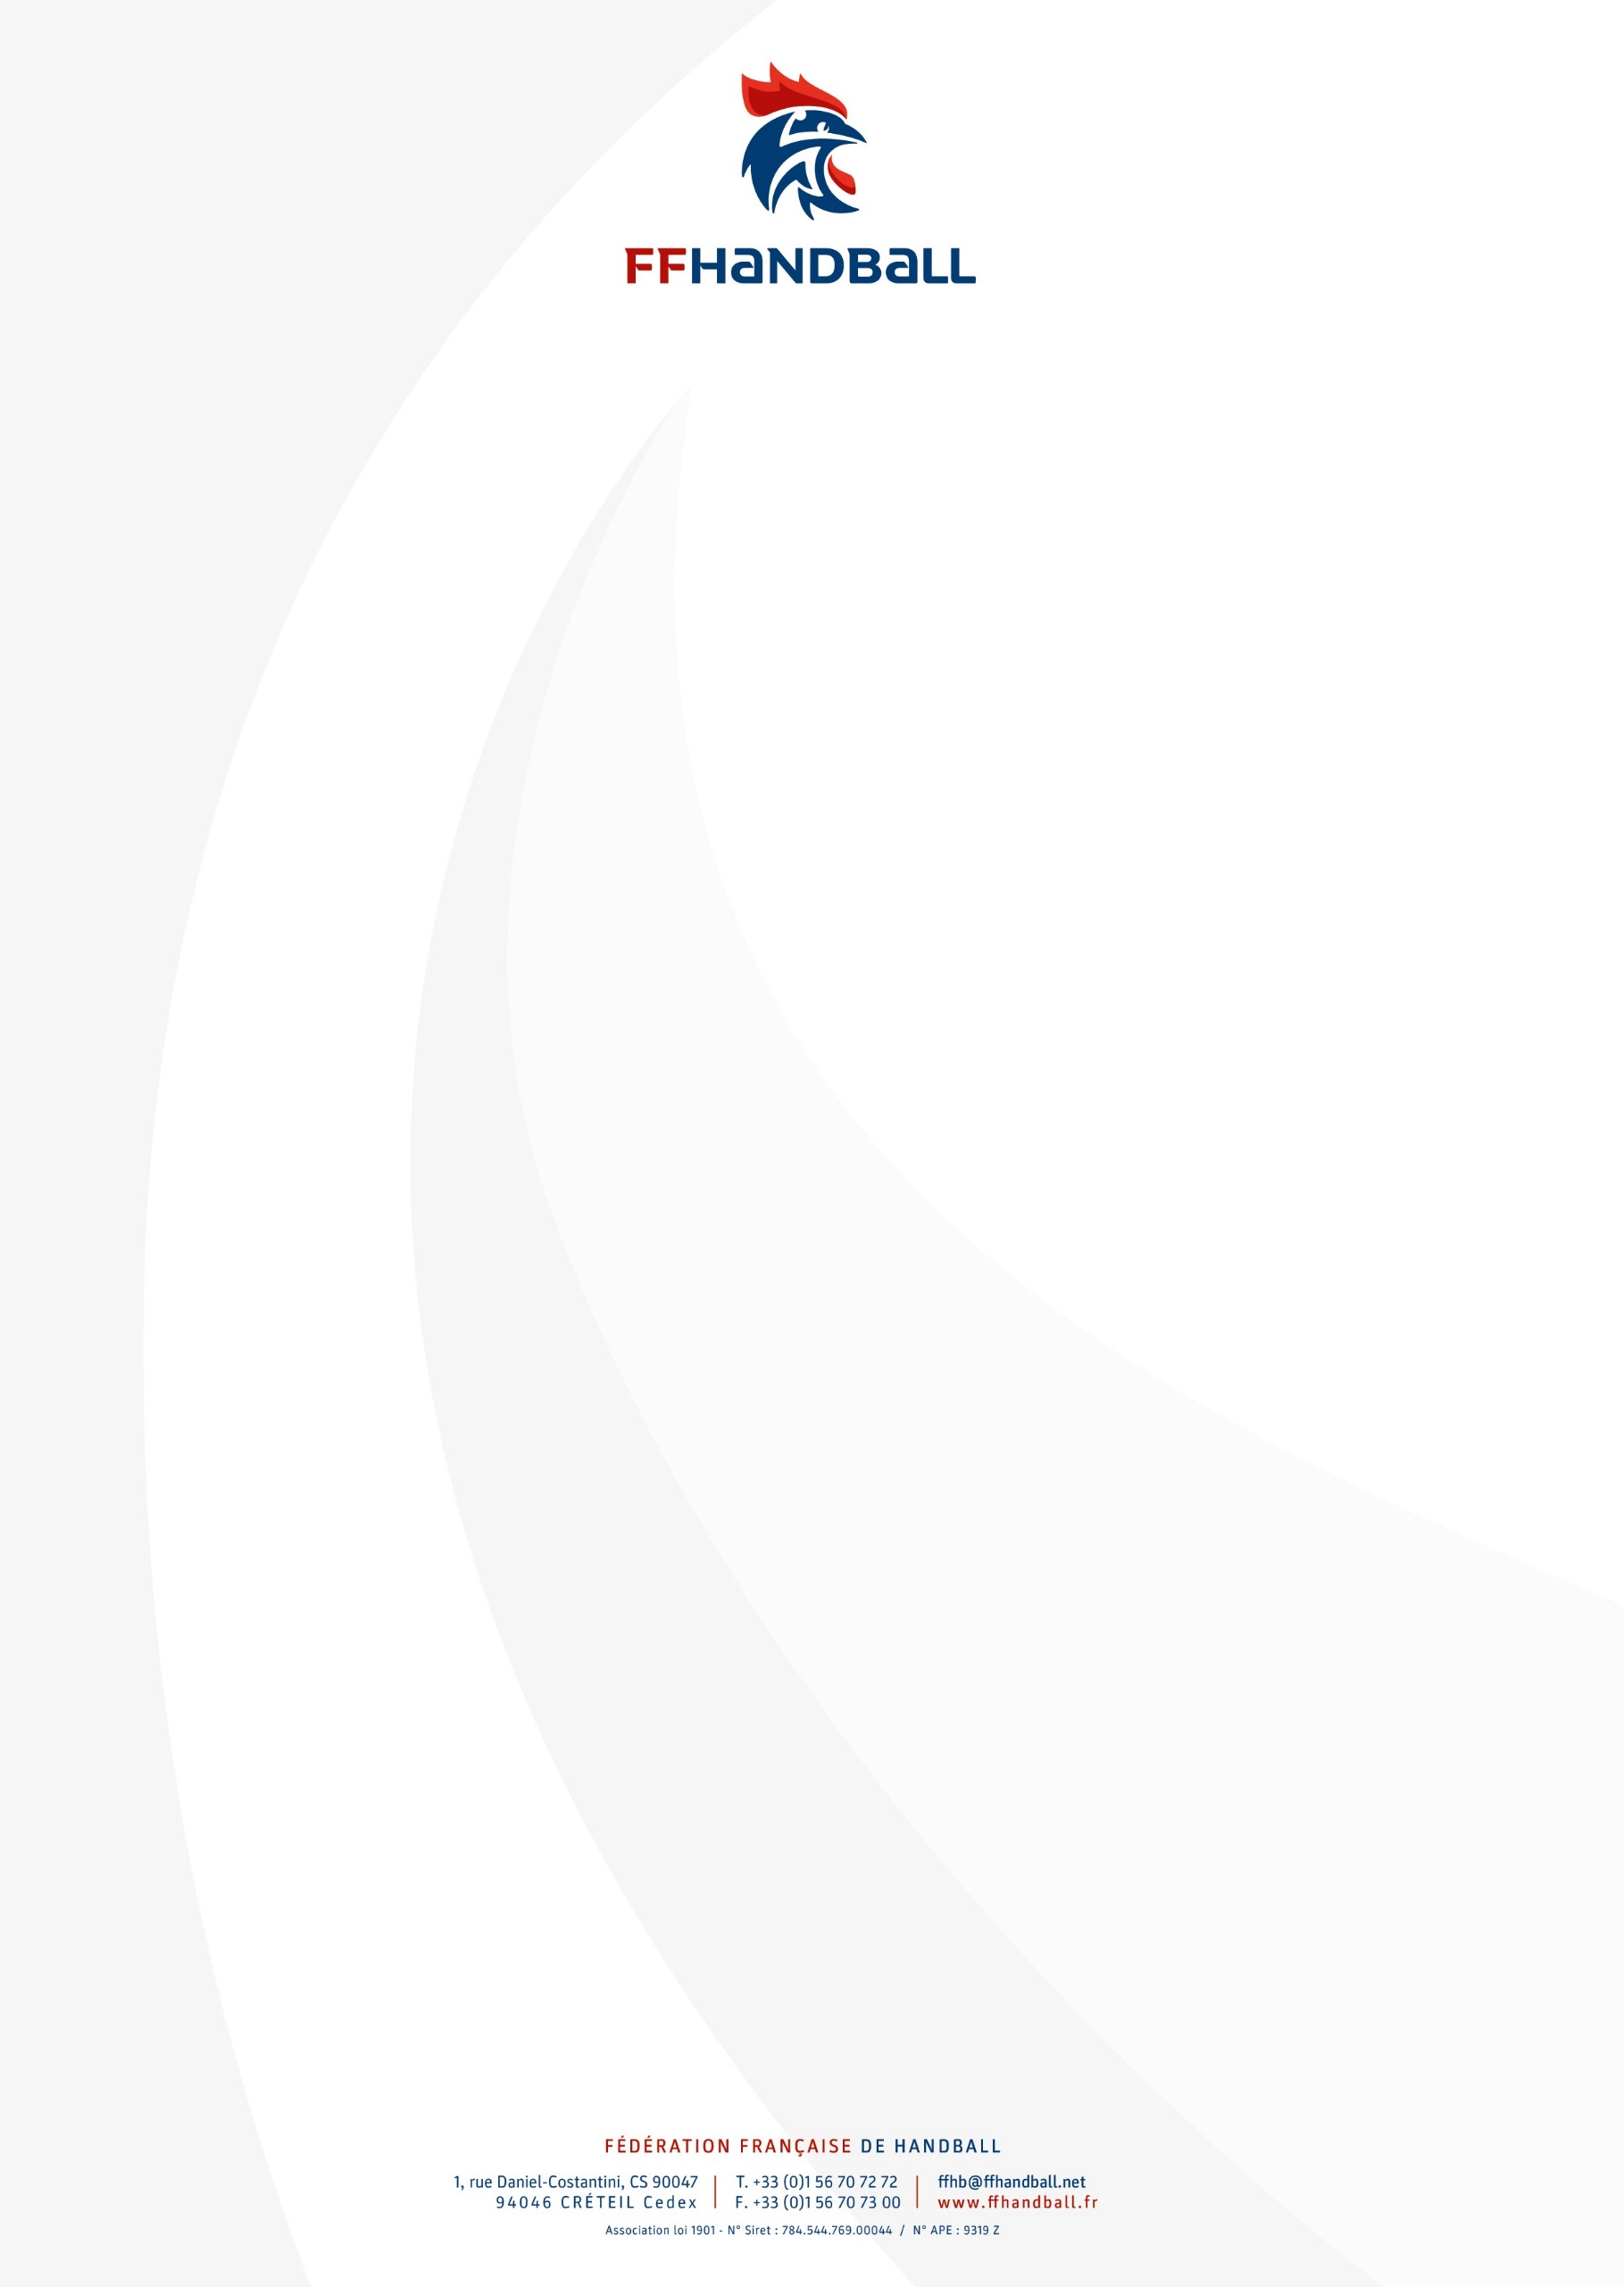 FFHANDBALL
FÉDÉRATION FRANÇAISE DE HANDBALL
1, rue Daniel-Costantini, CS 90047 | T. +33 (0)1 56 70 72 72 | ffhb@ffhandball.net
94046 CRÉTEIL Cedex | F. +33 (0)1 56 70 73 00 | www.ffhandball.fr
Association loi 1901 - N° Siret : 784.544.769.00044 / N° APE : 9319 Z